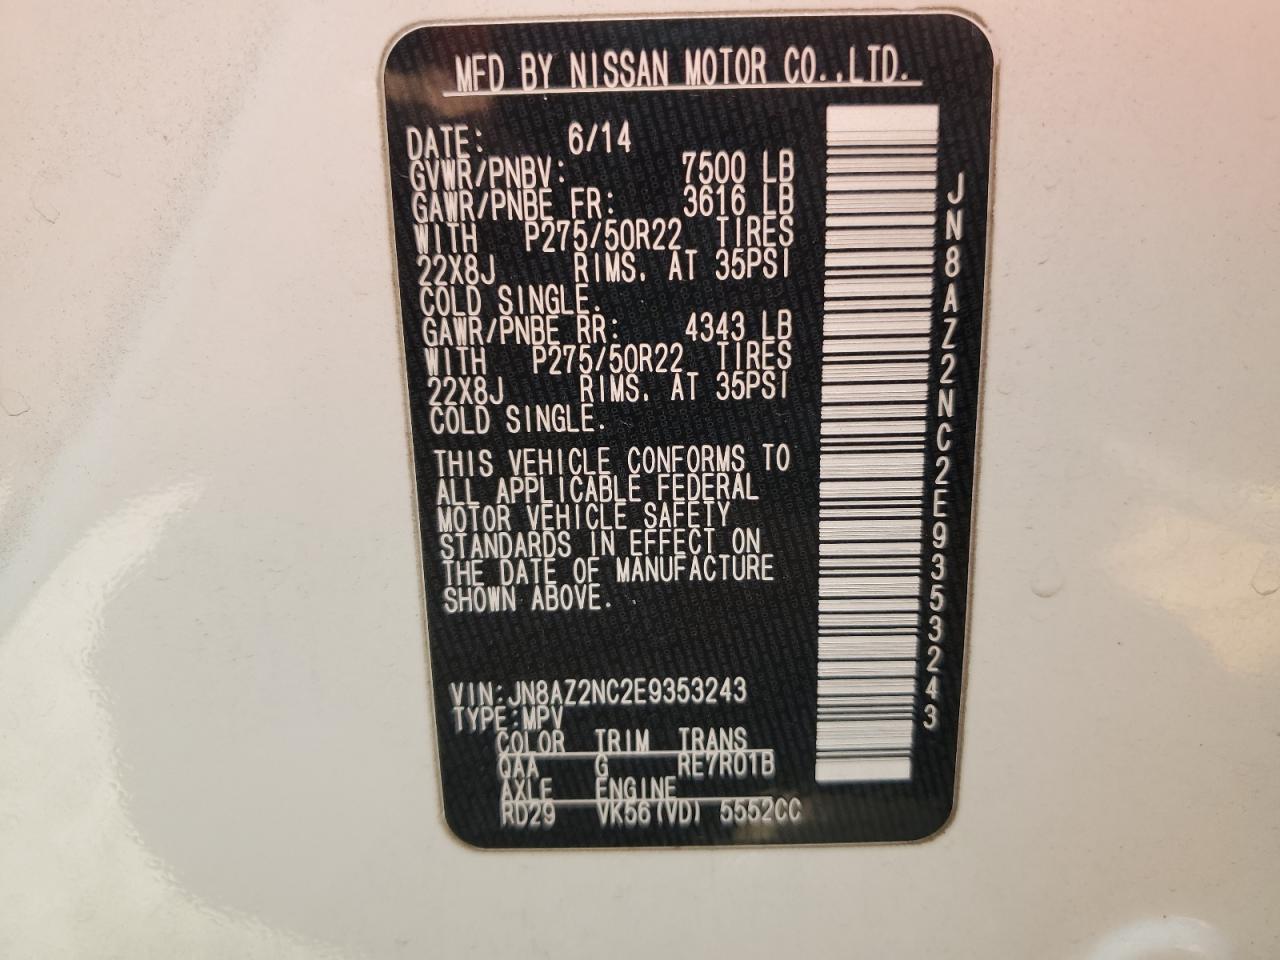 MFD BY NISSAN MOTOR CO.,LTD.
DATE: 6/14
GVWR/PNBV: 7500 LB
GAWR/PNBE FR: 3616 LB
WITH P275/50R22 TIRES
22X8J RIMS. AT 35PSI
COLD SINGLE.
GAWR/PNBE RR: 4343 LB
WITH P275/50R22 TIRES
22X8J RIMS. AT 35PSI
COLD SINGLE.
THIS VEHICLE CONFORMS TO
ALL APPLICABLE FEDERAL
MOTOR VEHICLE SAFETY
STANDARDS IN EFFECT ON
THE DATE OF MANUFACTURE
SHOWN ABOVE.
VIN:JN8AZ2NC2E9353243
TYPE:MPV
COLOR TRIM TRANS
QAA G RE7R01B
AXLE ENGINE
RD29 VK56(VD) 5552CC
JN8AZ2NC2E9353243